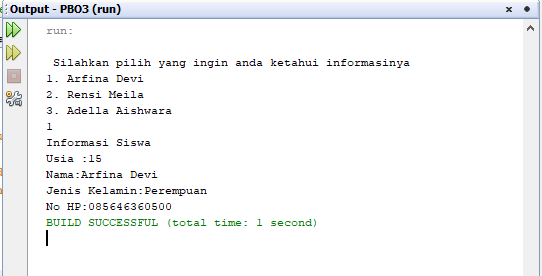 Output - PBO3 (run)
run:
Silahkan pilih yang ingin anda ketahui informasinya
1. Arfina Devi
2. Rensi Meila
3. Adella Aishwara
1
Informasi Siswa
Usia :15
Nama:Arfina Devi
Jenis Kelamin:Perempuan
No HP:085646360500
BUILD SUCCESSFUL (total time: 1 second)